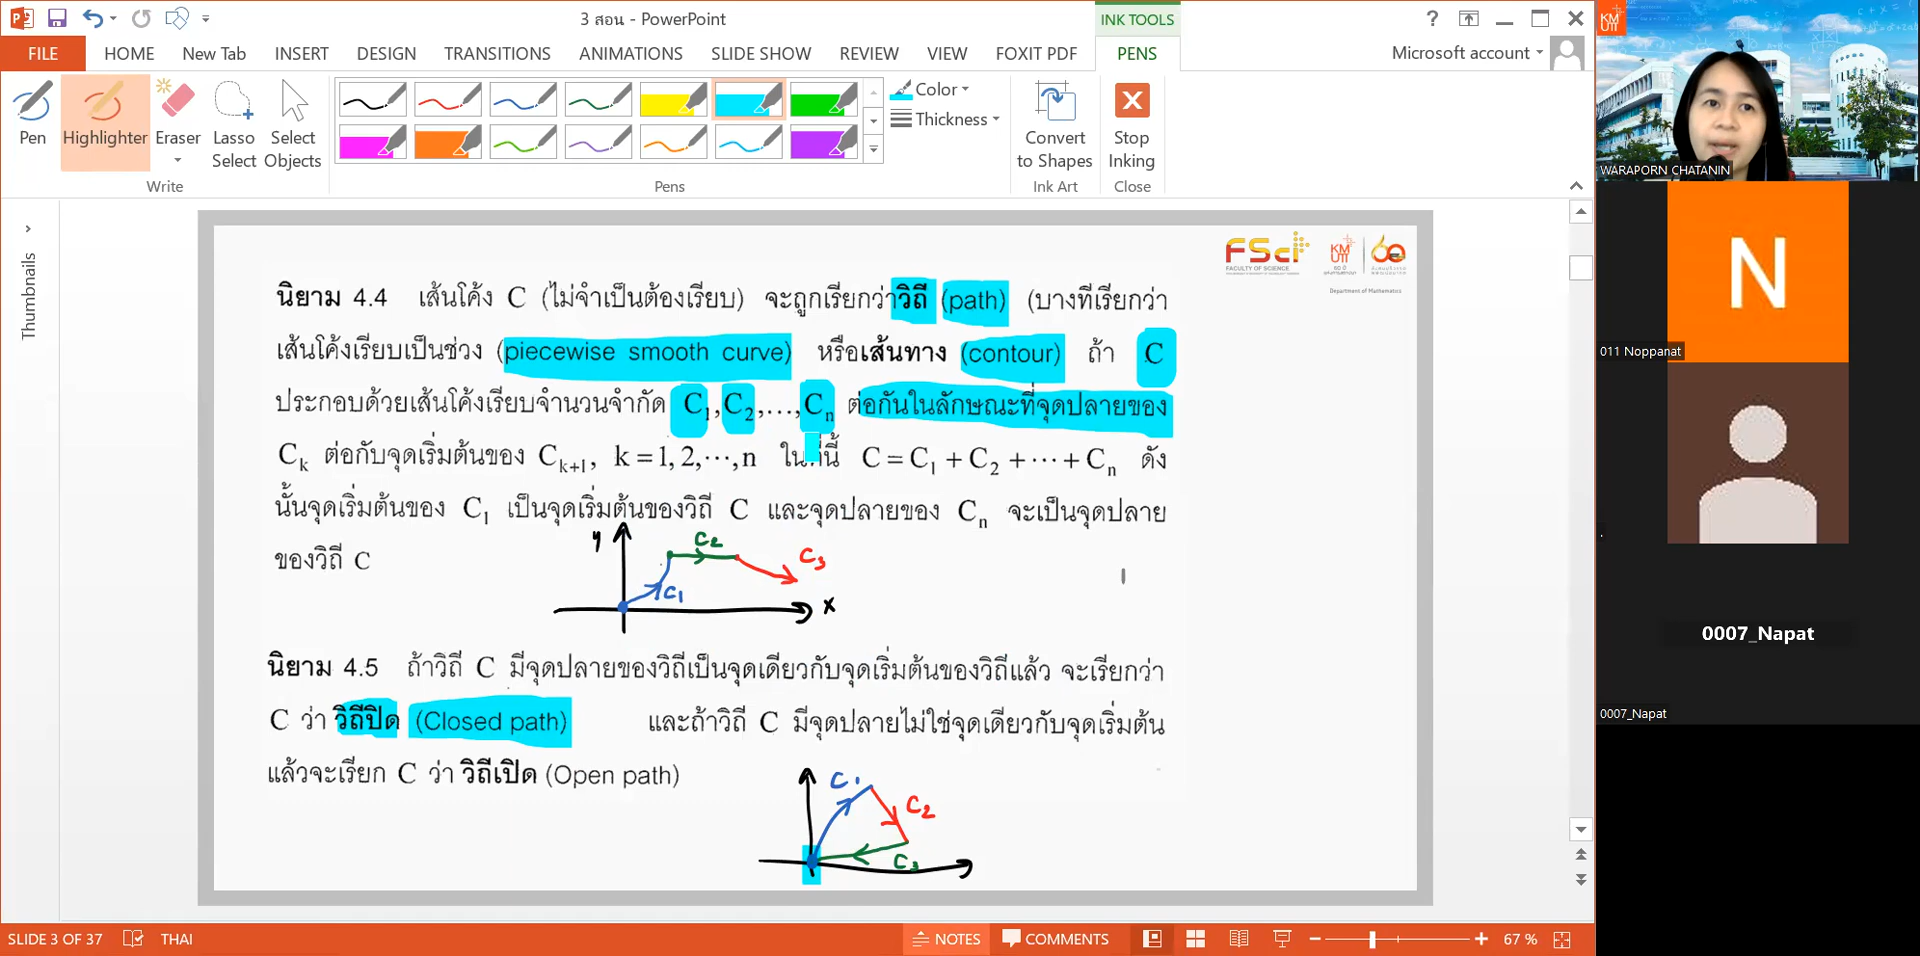 3 สอน - PowerPoint
INK TOOLS
FILE HOME New Tab INSERT DESIGN TRANSITIONS ANIMATIONS SLIDE SHOW REVIEW VIEW FOXIT PDF PENS
Microsoft account
Pen Highlighter Eraser Lasso Select Select Objects
Color
Thickness
Convert to Shapes
Stop Inking
Write Pens Ink Art Close
Thumbnails
FSci
FACULTY OF SCIENCE
KMUTT
Department of Mathematics
นิยาม 4.4 เส้นโค้ง C (ไม่จำเป็นต้องเรียบ) จะถูกเรียกว่าวิถี (path) (บางทีเรียกว่า
เส้นโค้งเรียบเป็นช่วง (piecewise smooth curve) หรือเส้นทาง (contour) ถ้า C
ประกอบด้วยเส้นโค้งเรียบจำนวนจำกัด C₁, C₂,…, Cₙ ต่อกันในลักษณะที่จุดปลายของ
Cₖ ต่อกับจุดเริ่มต้นของ Cₖ₊₁, k = 1, 2,⋯, n ในที่นี้ C = C₁ + C₂ + ⋯ + Cₙ ดัง
นั้นจุดเริ่มต้นของ C₁ เป็นจุดเริ่มต้นของวิถี C และจุดปลายของ Cₙ จะเป็นจุดปลาย
ของวิถี C
y
C₂
C₃
C₁
x
นิยาม 4.5 ถ้าวิถี C มีจุดปลายของวิถีเป็นจุดเดียวกับจุดเริ่มต้นของวิถีแล้ว จะเรียกว่า
C ว่า วิถีปิด (Closed path) และถ้าวิถี C มีจุดปลายไม่ใช่จุดเดียวกับจุดเริ่มต้น
แล้วจะเรียก C ว่า วิถีเปิด (Open path)
C₁
C₂
C₃
SLIDE 3 OF 37 THAI NOTES COMMENTS 67 %
KMUTT
WARAPORN CHATANIN
N
011 Noppanat
.
0007_Napat
0007_Napat